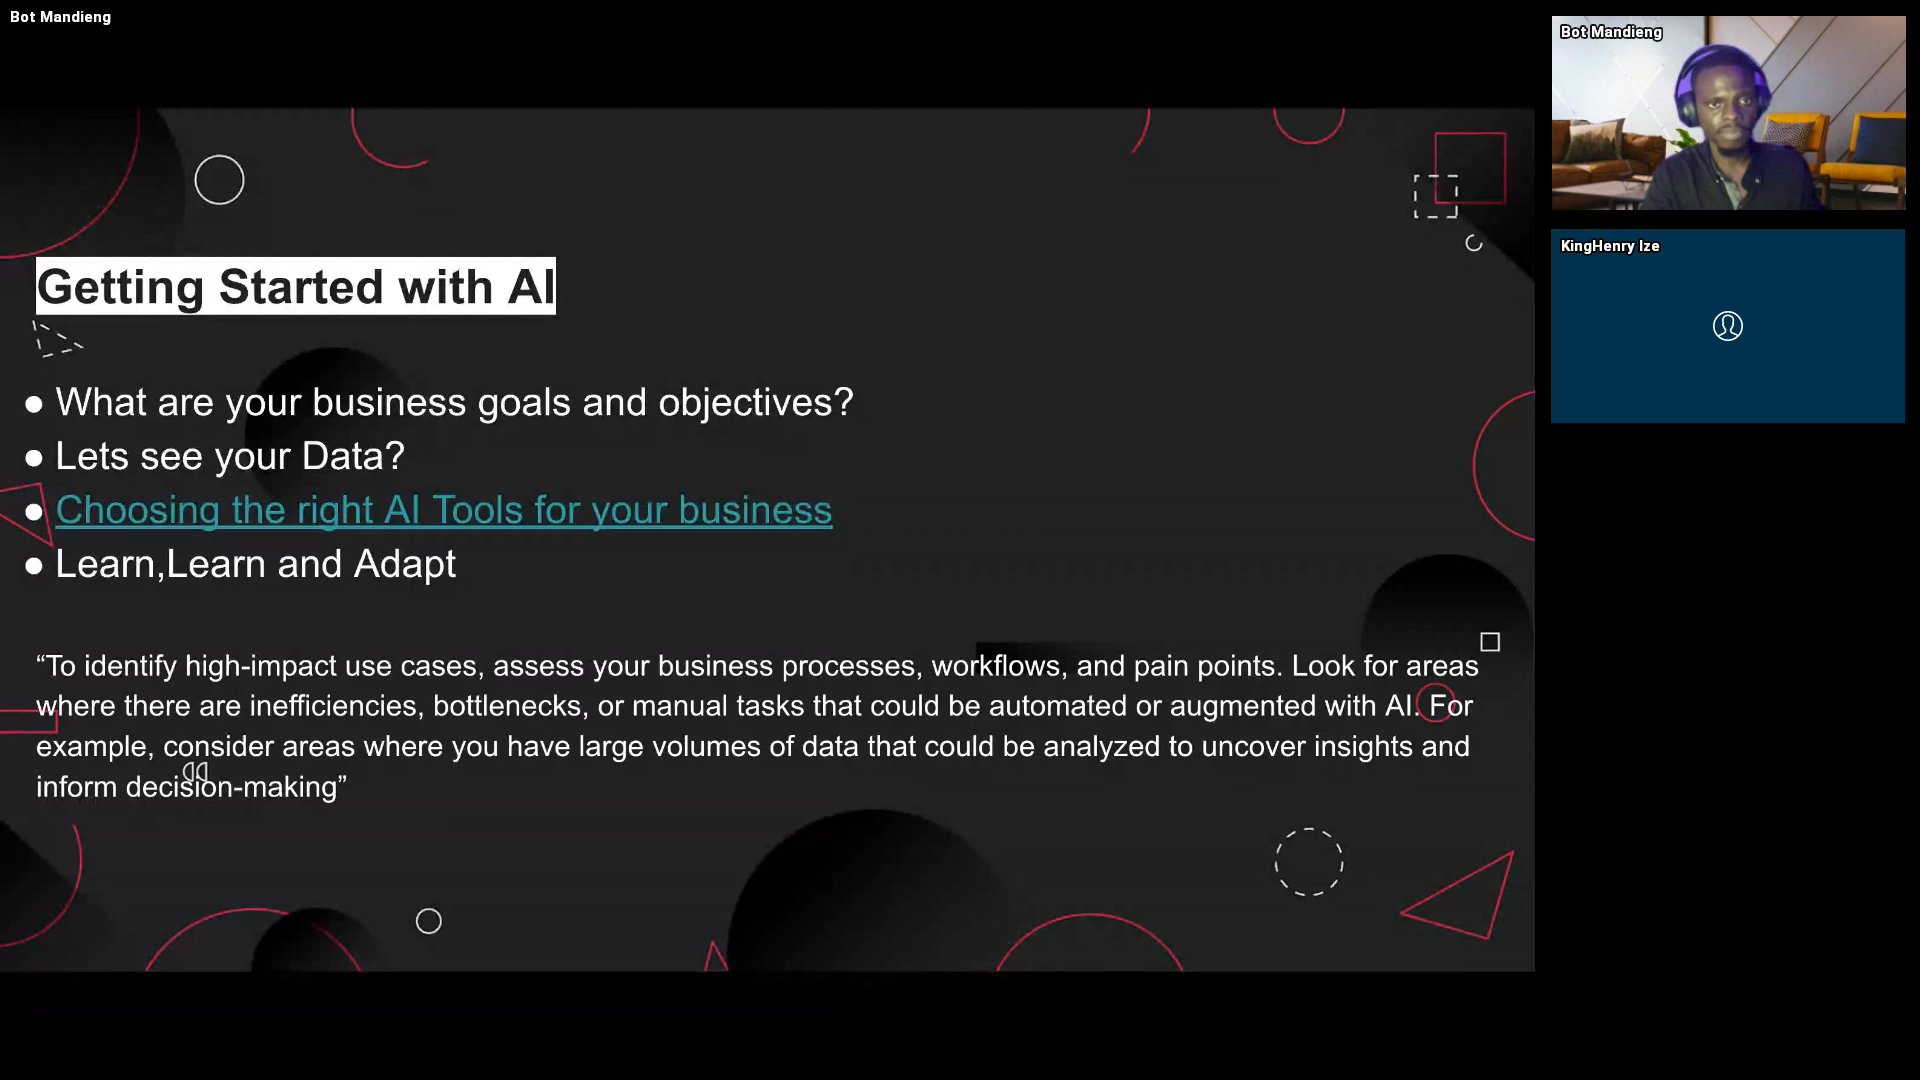 Bot Mandieng
Bot Mandieng
KingHenry Ize
Getting Started with AI
● What are your business goals and objectives?
● Lets see your Data?
● Choosing the right AI Tools for your business
● Learn,Learn and Adapt
“To identify high-impact use cases, assess your business processes, workflows, and pain points. Look for areas
where there are inefficiencies, bottlenecks, or manual tasks that could be automated or augmented with AI. For
example, consider areas where you have large volumes of data that could be analyzed to uncover insights and
inform decision-making”